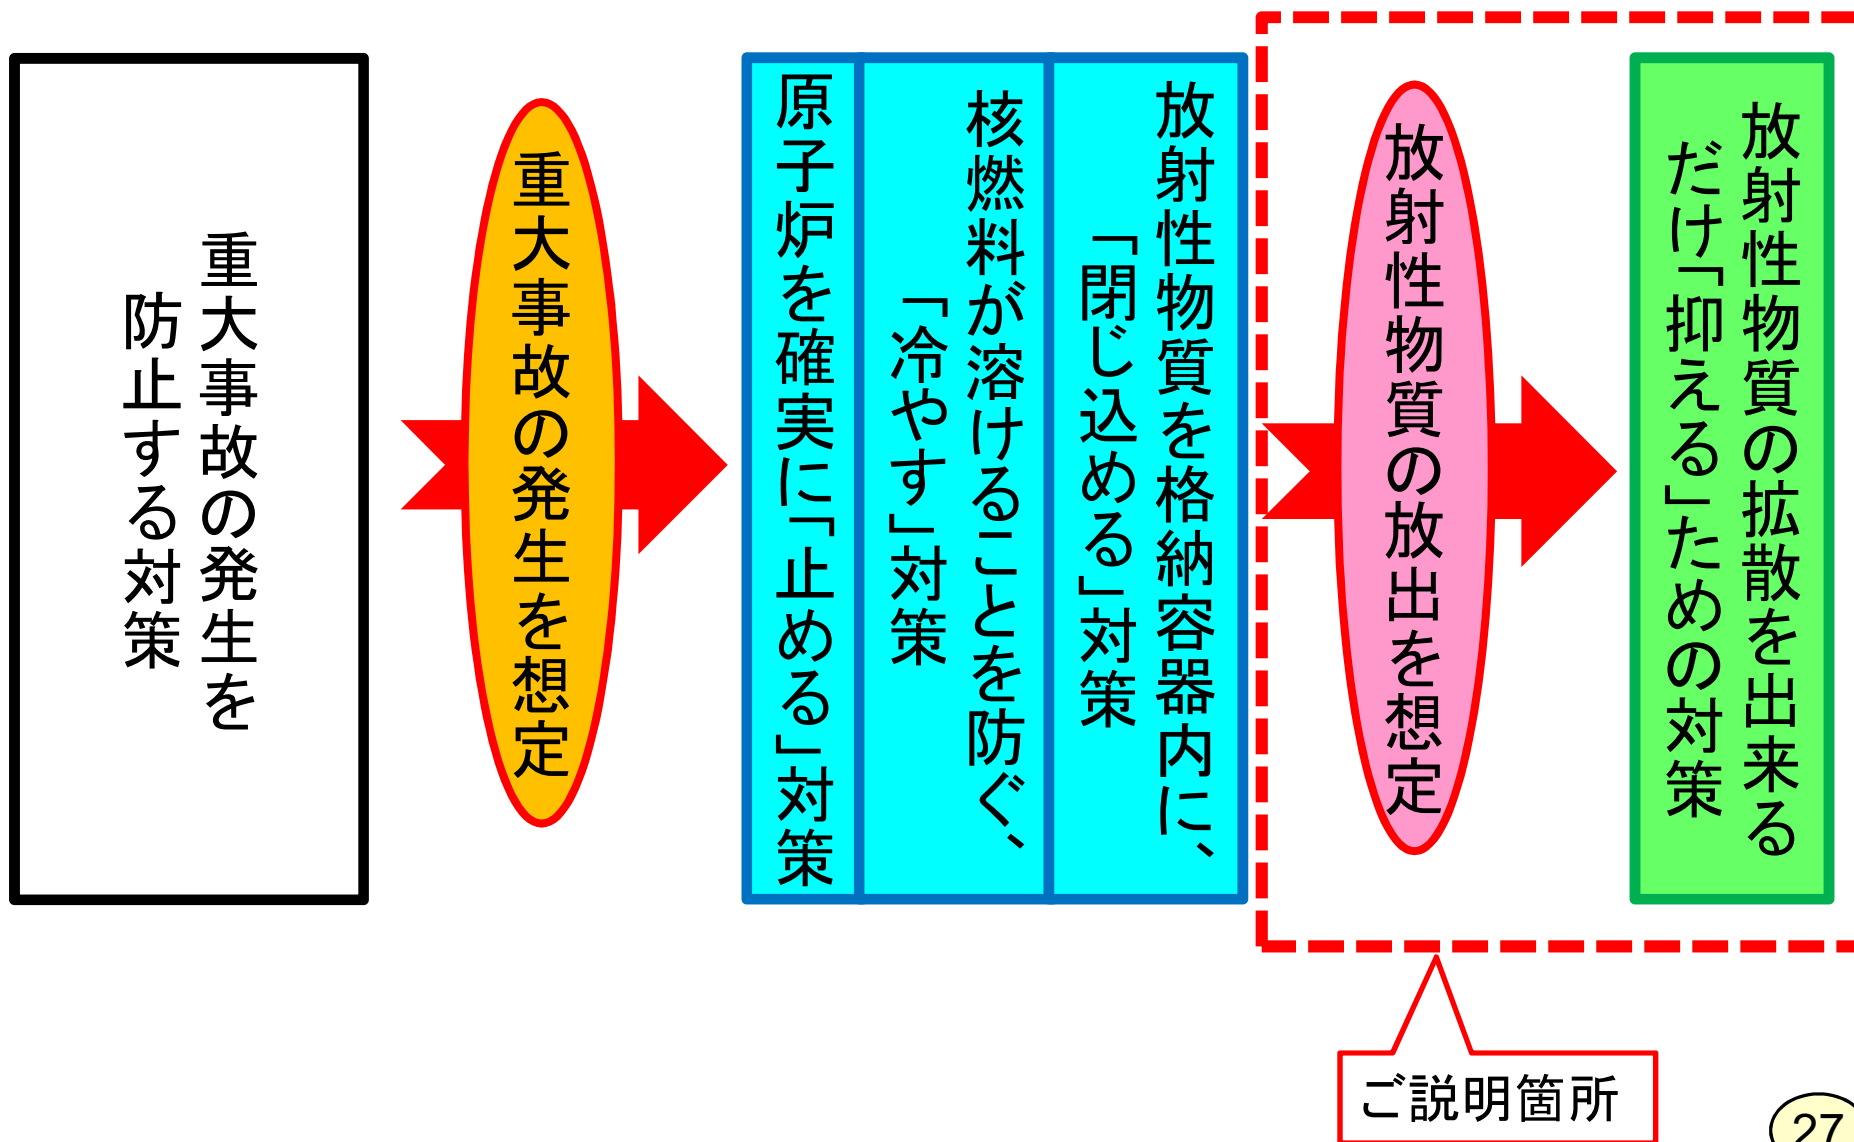 重大事故の発生を
防止する対策
重大事故の発生を想定
原子炉を確実に「止める」対策
核燃料が溶けることを防ぐ、
「冷やす」対策
放射性物質を格納容器内に、
「閉じ込める」対策
放射性物質の放出を想定
放射性物質の拡散を出来る
だけ「抑える」ための対策
ご説明箇所
27